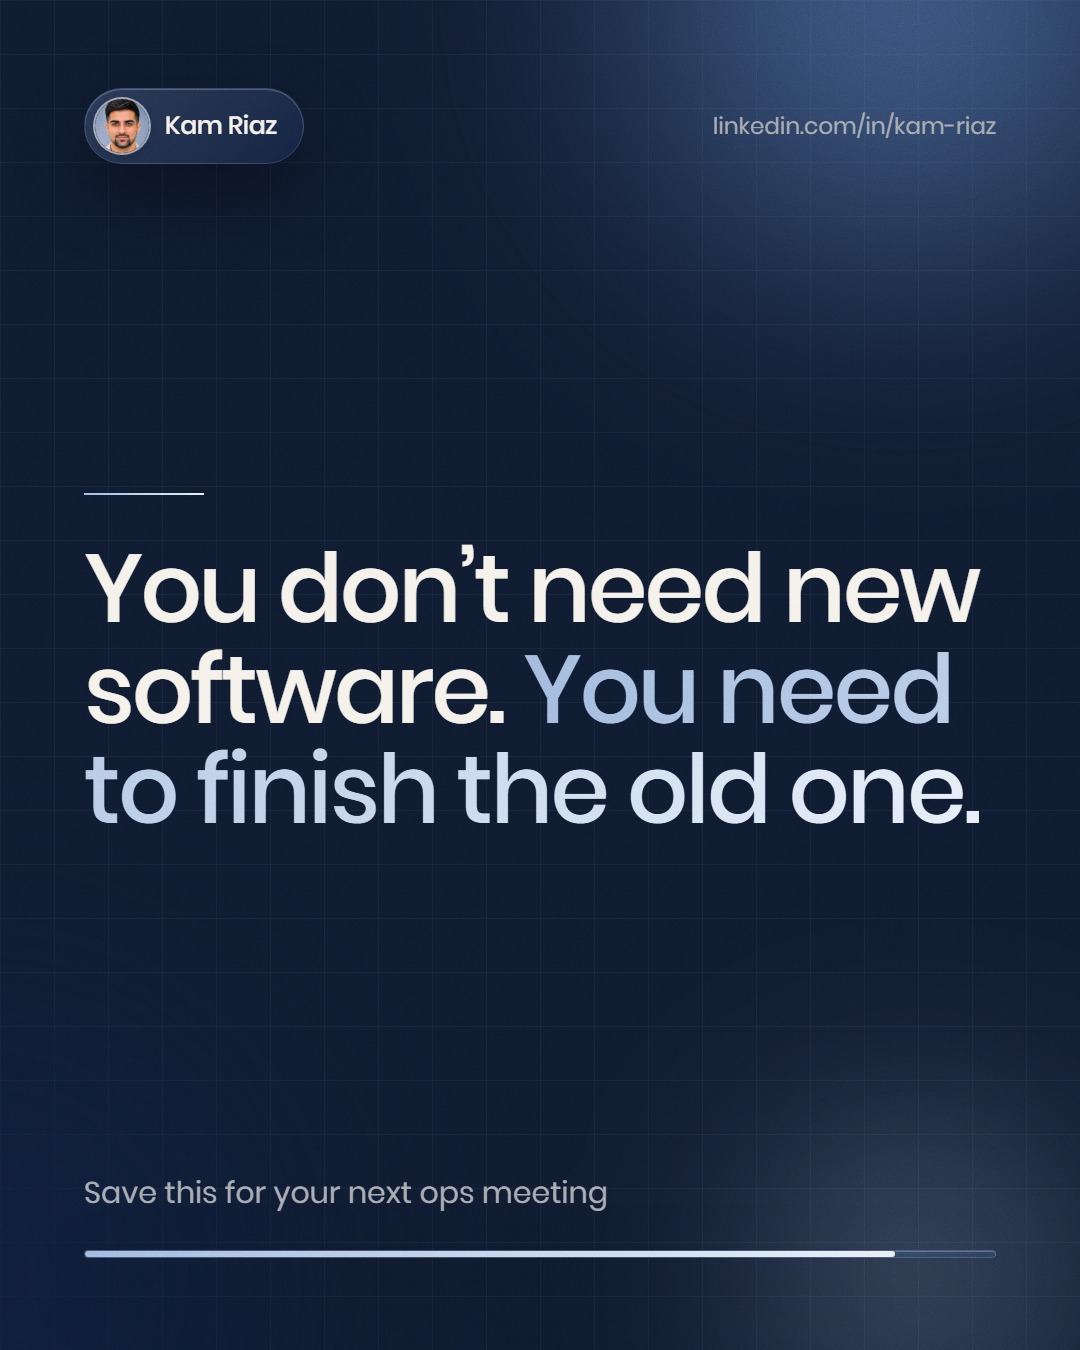 Kam Riaz
linkedin.com/in/kam-riaz
You don’t need new
software. You need
to finish the old one.
Save this for your next ops meeting